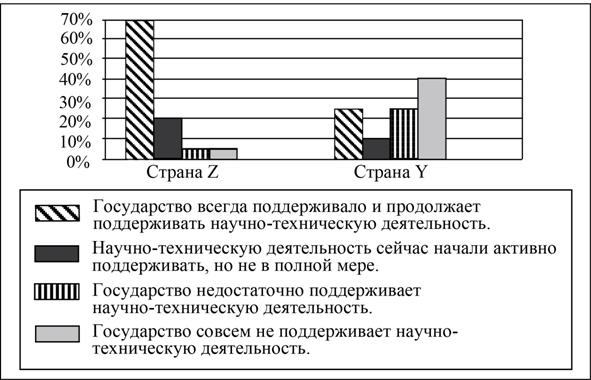 70%
60%
50%
40%
30%
20%
10%
0%
Страна Z Страна Y
Государство всегда поддерживало и продолжает
поддерживать научно-техническую деятельность.
Научно-техническую деятельность сейчас начали активно
поддерживать, но не в полной мере.
Государство недостаточно поддерживает
научно-техническую деятельность.
Государство совсем не поддерживает научно-
техническую деятельность.